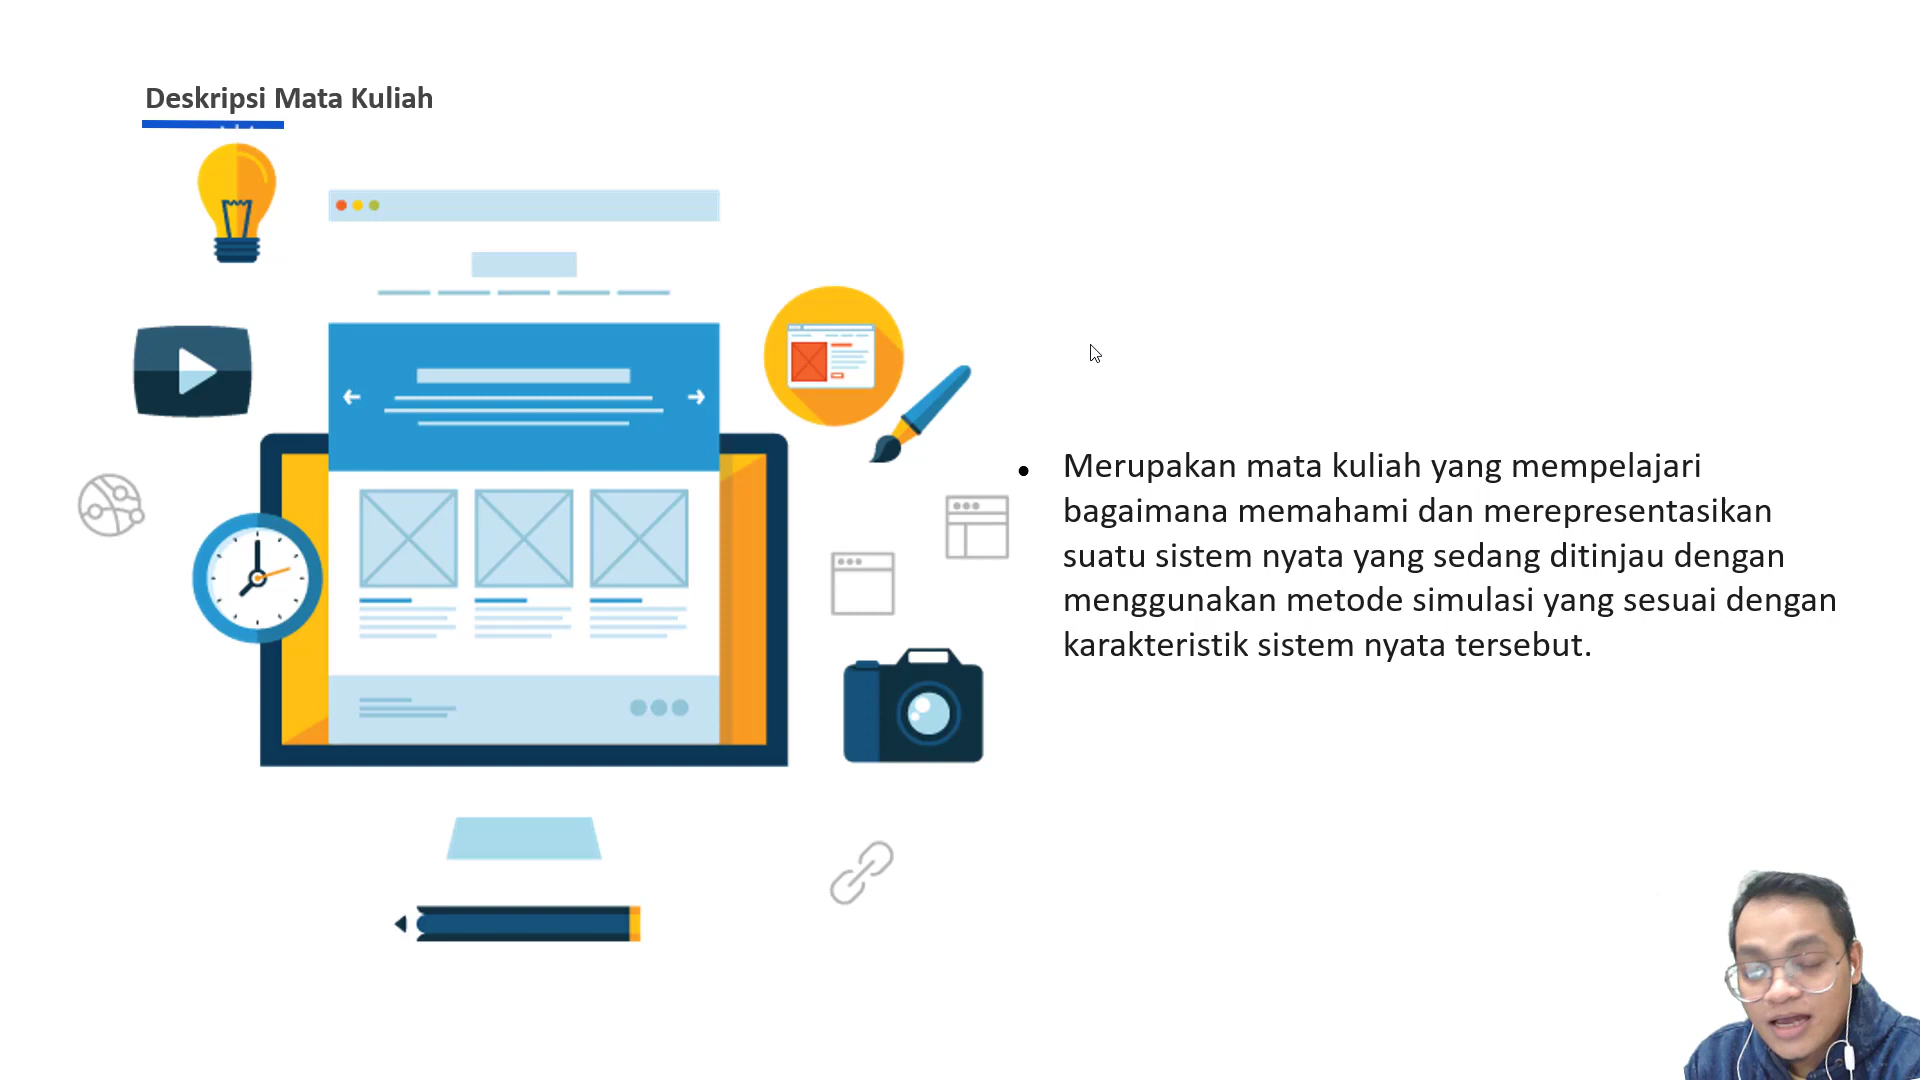 Deskripsi Mata Kuliah
• Merupakan mata kuliah yang mempelajari
bagaimana memahami dan merepresentasikan
suatu sistem nyata yang sedang ditinjau dengan
menggunakan metode simulasi yang sesuai dengan
karakteristik sistem nyata tersebut.